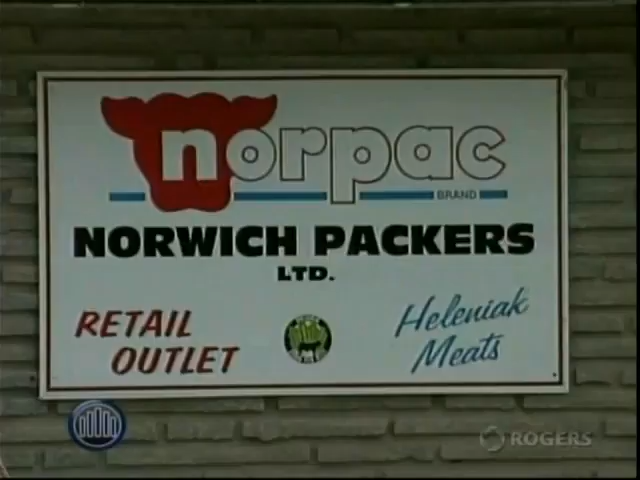 norpac
BRAND
NORWICH PACKERS
LTD.
RETAIL
OUTLET
Heleniak
Meats
ROGERS